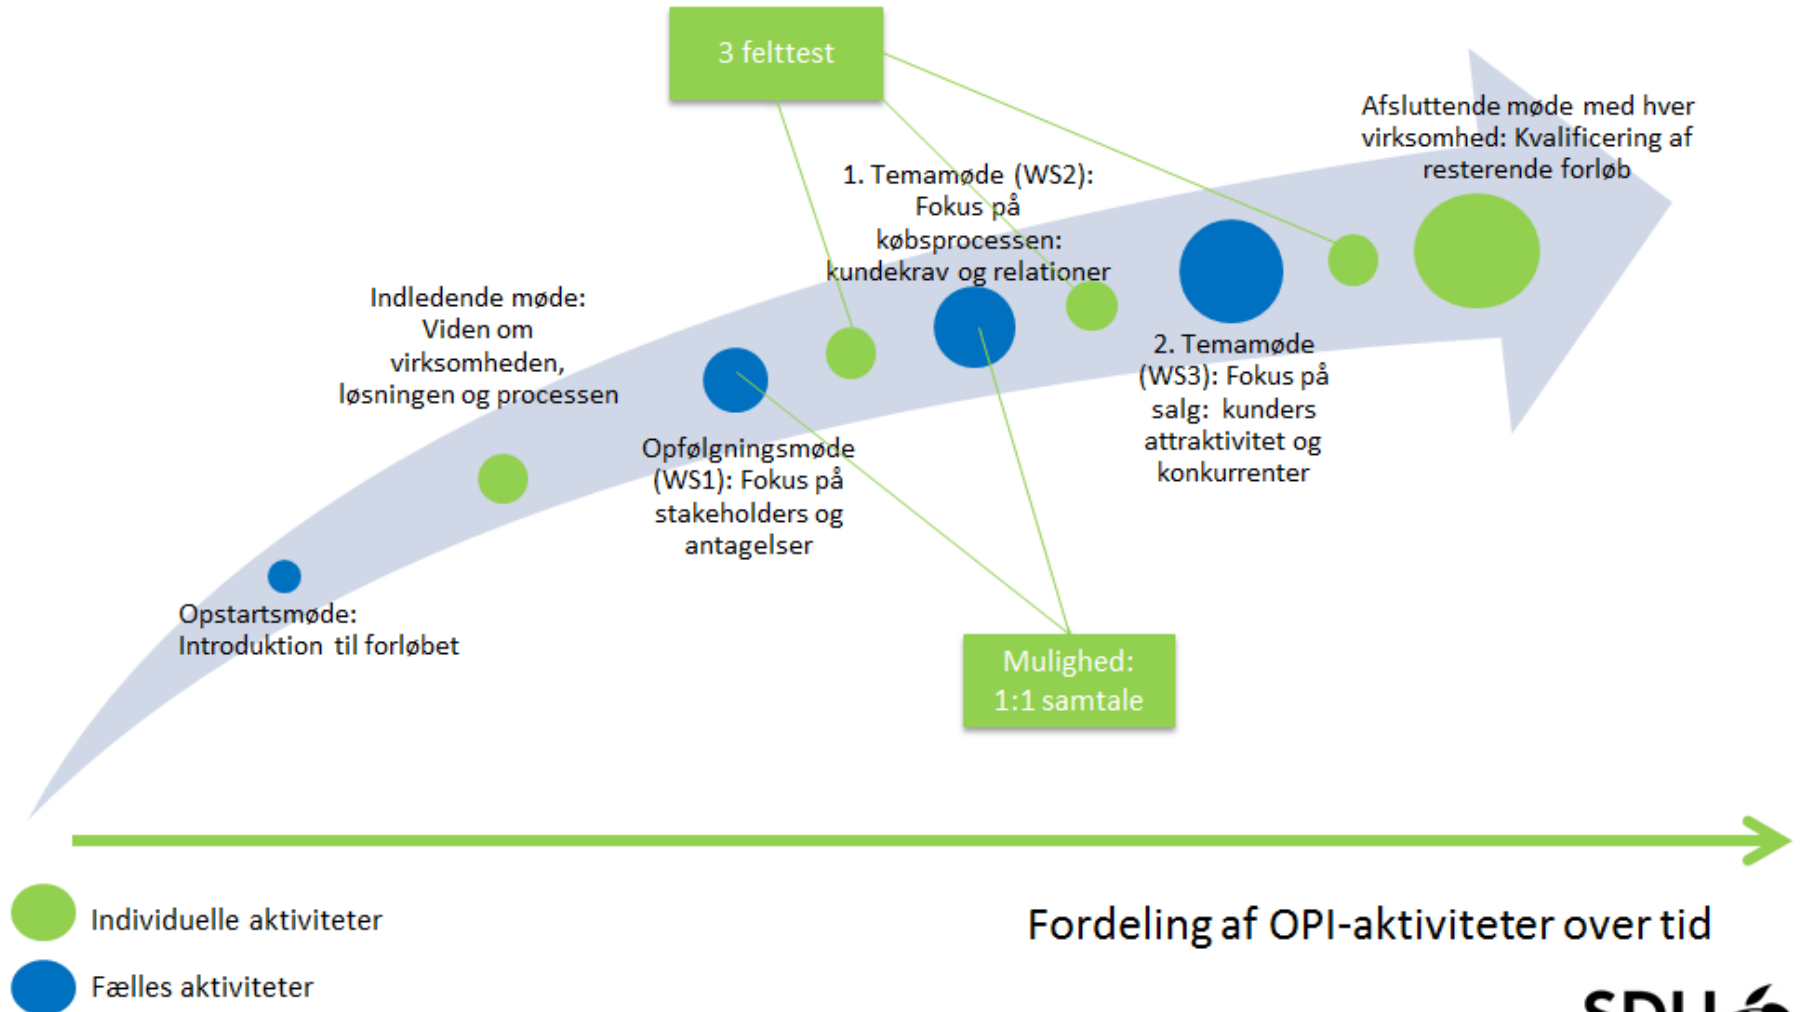 3 felttest
Afsluttende møde med hver
virksomhed: Kvalificering af
resterende forløb
1. Temamøde (WS2):
Fokus på
købsprocessen:
kundekrav og relationer
Indledende møde:
Viden om
virksomheden,
løsningen og processen
2. Temamøde
(WS3): Fokus på
salg: kunders
attraktivitet og
konkurrenter
Opfølgningsmøde
(WS1): Fokus på
stakeholders og
antagelser
Opstartsmøde:
Introduktion til forløbet
Mulighed:
1:1 samtale
Individuelle aktiviteter
Fordeling af OPI-aktiviteter over tid
Fælles aktiviteter
SDU